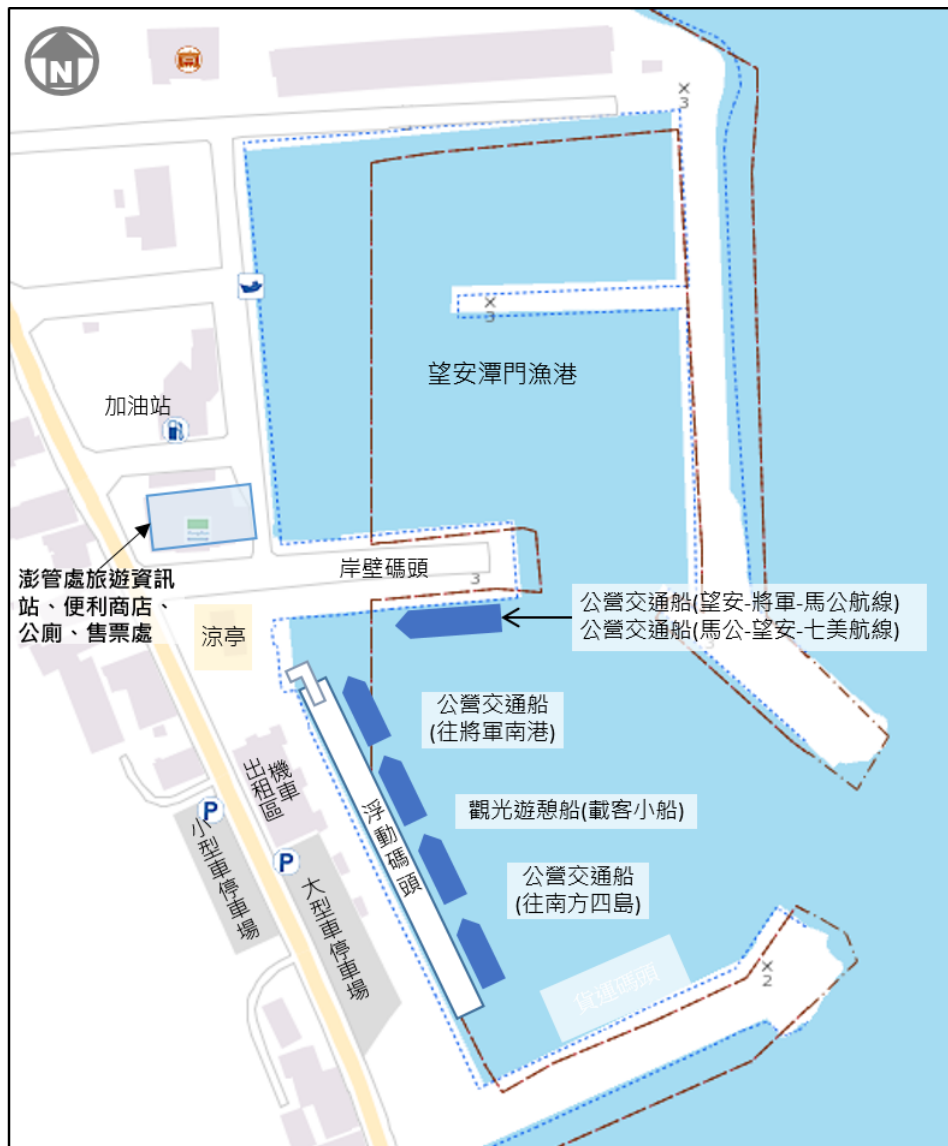 N
3
3
望安潭門漁港
加油站
澎管處旅遊資訊
站、便利商店、
公廁、售票處
岸壁碼頭
3
公營交通船(望安-將軍-馬公航線)
公營交通船(馬公-望安-七美航線)
3
涼亭
公營交通船
(往將軍南港)
機車
出租區
浮動碼頭
觀光遊憩船(載客小船)
P
小型車停車場
P
大型車停車場
公營交通船
(往南方四島)
貨運碼頭
2